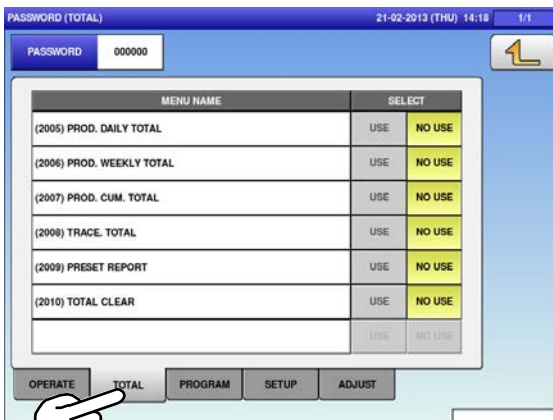 PASSWORD (TOTAL) 21-02-2013 (THU) 14:18 1/1
PASSWORD 000000
MENU NAME SELECT
(2005) PROD. DAILY TOTAL USE NO USE
(2006) PROD. WEEKLY TOTAL USE NO USE
(2007) PROD. CUM. TOTAL USE NO USE
(2008) TRACE. TOTAL USE NO USE
(2009) PRESET REPORT USE NO USE
(2010) TOTAL CLEAR USE NO USE
USE NO USE
OPERATE TOTAL PROGRAM SETUP ADJUST